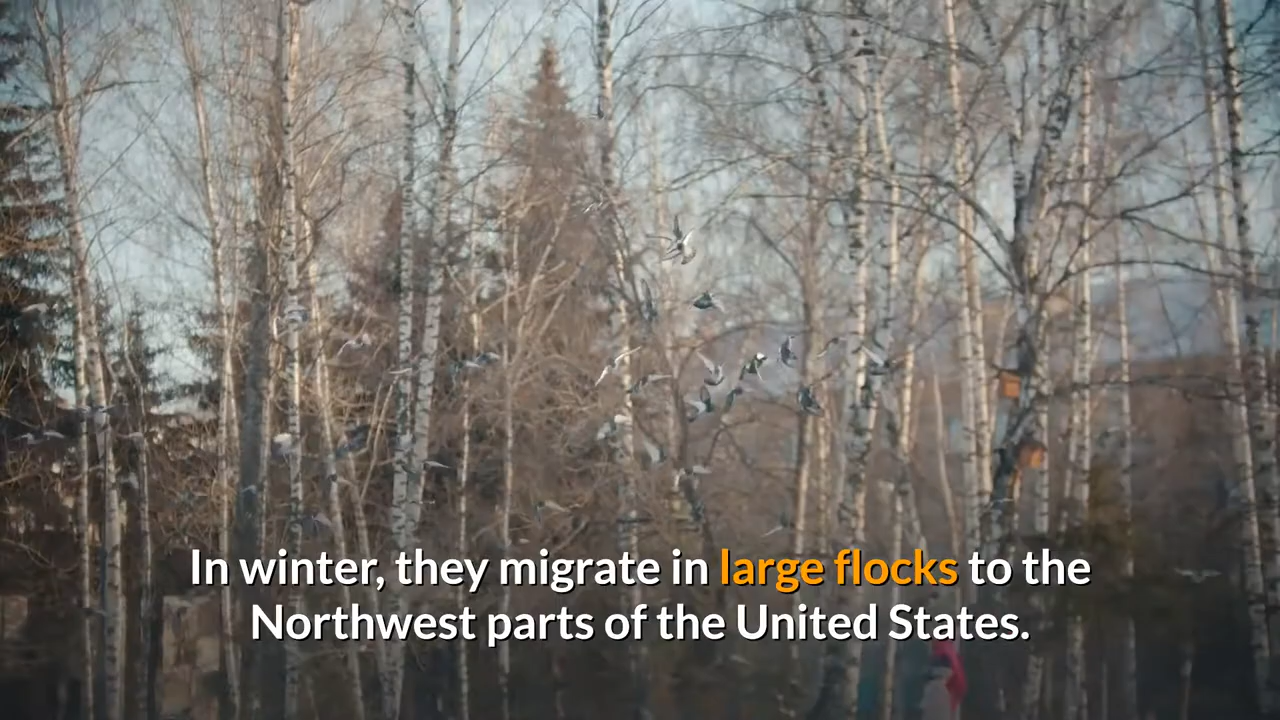 In winter, they migrate in large flocks to the
Northwest parts of the United States.